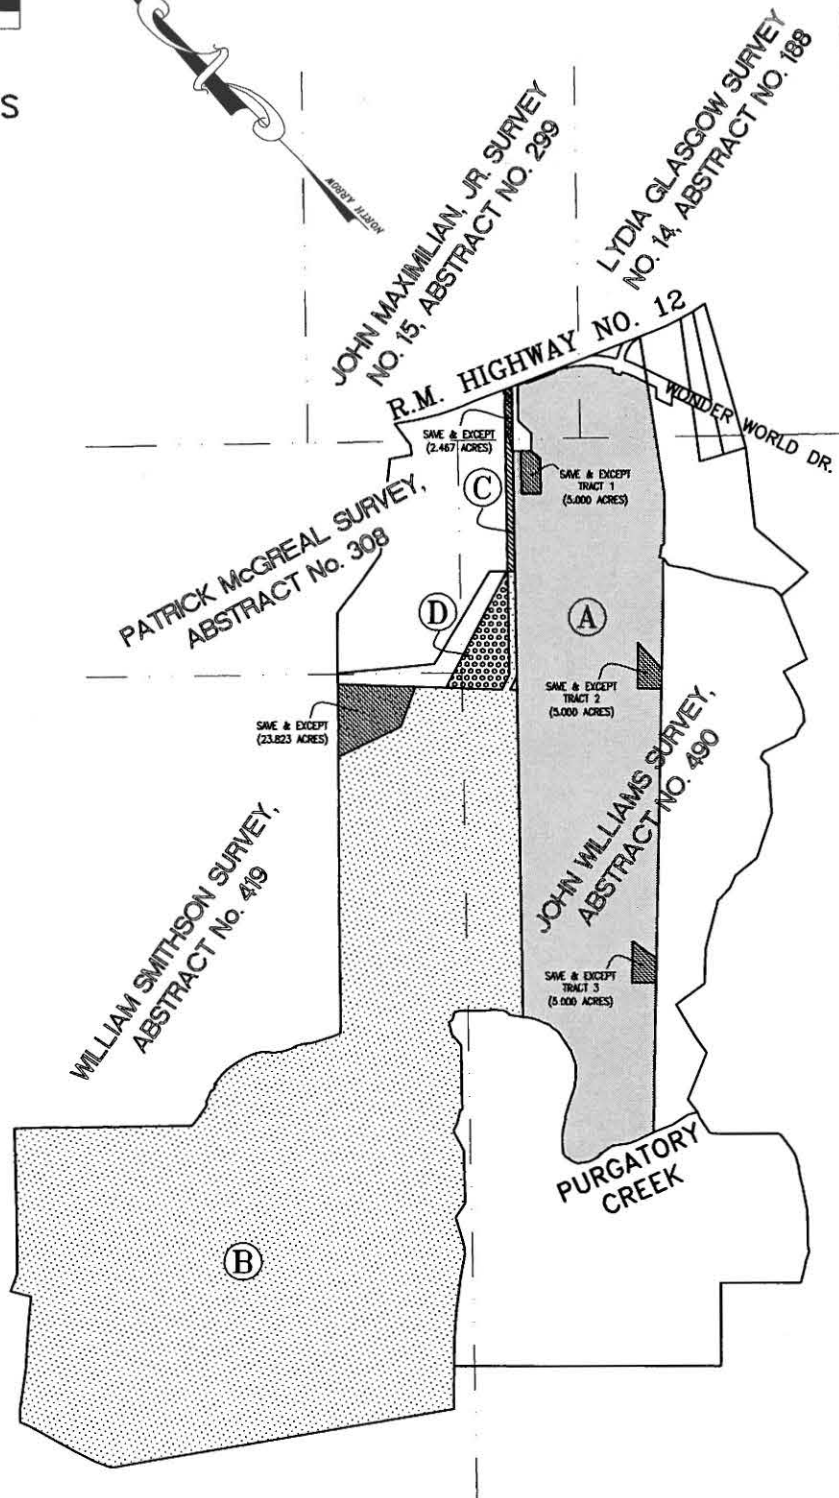 S
NORTH ARROW
JOHN MAXIMILIAN, JR. SURVEY
NO. 15, ABSTRACT NO. 299
LYDIA GLASGOW SURVEY
NO. 14, ABSTRACT NO. 188
R.M. HIGHWAY NO. 12
WONDER WORLD DR.
SAVE & EXCEPT
(2.467 ACRES)
C
SAVE & EXCEPT
TRACT 1
(5.000 ACRES)
PATRICK McGREAL SURVEY,
ABSTRACT No. 308
D
A
SAVE & EXCEPT
TRACT 2
(5.000 ACRES)
SAVE & EXCEPT
(23.823 ACRES)
JOHN WILLIAMS SURVEY,
ABSTRACT NO. 490
WILLIAM SMITHSON SURVEY,
ABSTRACT No. 419
SAVE & EXCEPT
TRACT 3
(5.000 ACRES)
PURGATORY
CREEK
B